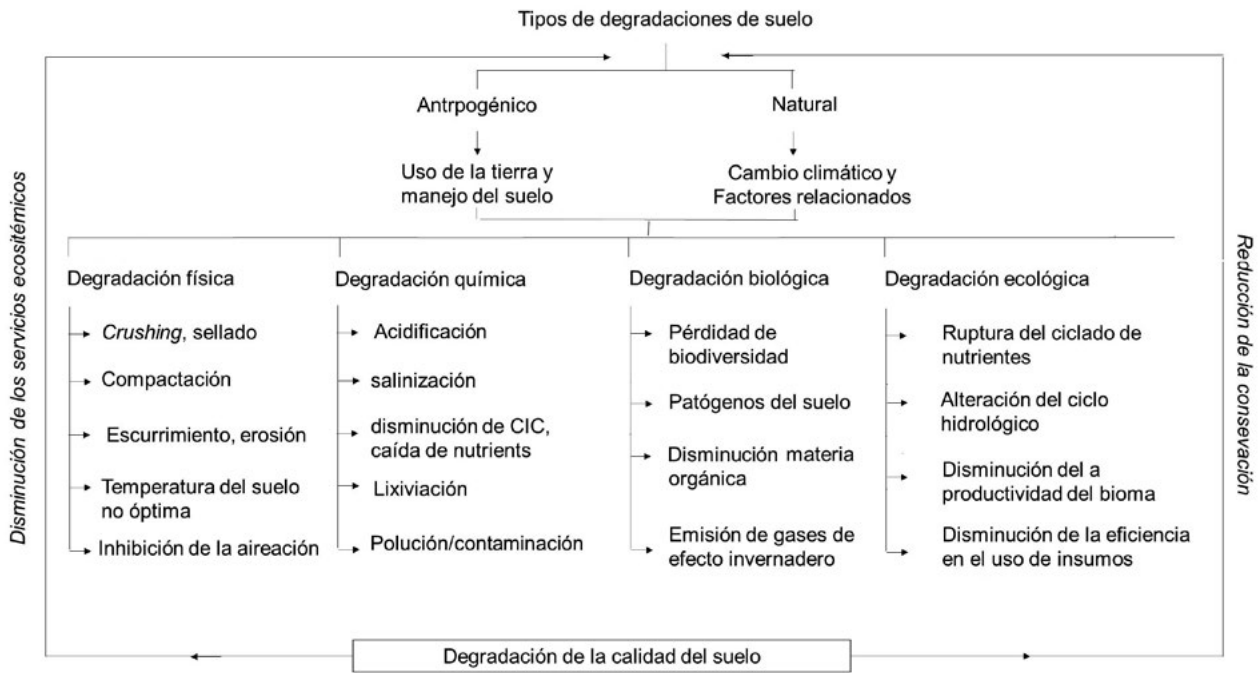 Tipos de degradaciones de suelo
Antrpogénico
Natural
Uso de la tierra y
manejo del suelo
Cambio climático y
Factores relacionados
Disminución de los servicios ecositémicos
Degradación física
Crushing, sellado
Compactación
Escurrimiento, erosión
Temperatura del suelo
no óptima
Inhibición de la aireación
Degradación química
Acidificación
salinización
disminución de CIC,
caída de nutrients
Lixiviación
Polución/contaminación
Degradación biológica
Pérdidad de
biodiversidad
Patógenos del suelo
Disminución materia
orgánica
Emisión de gases de
efecto invernadero
Degradación ecológica
Ruptura del ciclado de
nutrientes
Alteración del ciclo
hidrológico
Disminución del a
productividad del bioma
Disminución de la eficiencia
en el uso de insumos
Reducción de la consevación
Degradación de la calidad del suelo